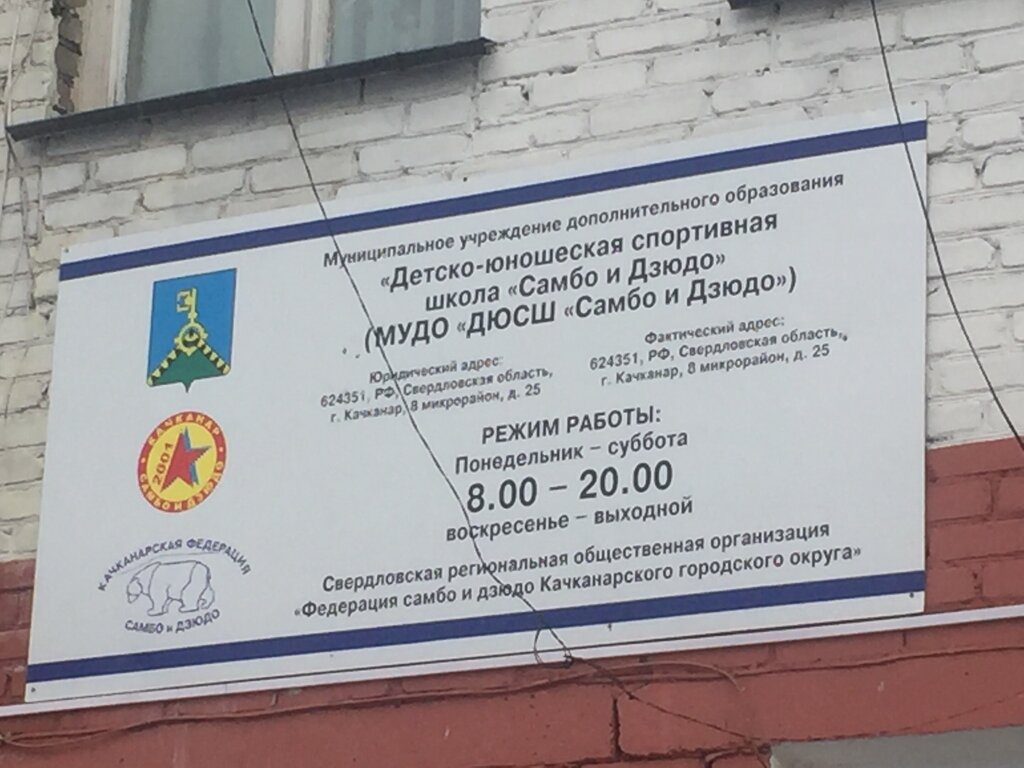 Муниципальное учреждение дополнительного образования
«Детско-юношеская спортивная
школа «Самбо и Дзюдо»
(МУДО «ДЮСШ «Самбо и Дзюдо»)
Юридический адрес:
624351, РФ, Свердловская область,
г. Качканар, 8 микрорайон, д. 25
Фактический адрес:
624351, РФ, Свердловская область,
г. Качканар, 8 микрорайон, д. 25
РЕЖИМ РАБОТЫ:
Понедельник – суббота
8.00 – 20.00
воскресенье – выходной
Свердловская региональная общественная организация
«Федерация самбо и дзюдо Качканарского городского округа»
КАЧКАНАР
2001
САМБО И ДЗЮДО
КАЧКАНАРСКАЯ ФЕДЕРАЦИЯ
САМБО И ДЗЮДО